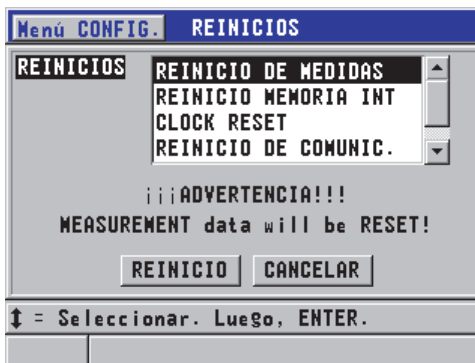 Menú CONFIG. REINICIOS
REINICIOS
REINICIO DE MEDIDAS
REINICIO MEMORIA INT
CLOCK RESET
REINICIO DE COMUNIC.
¡¡¡ADVERTENCIA!!!
MEASUREMENT data will be RESET!
REINICIO CANCELAR
↕ = Seleccionar. Luego, ENTER.